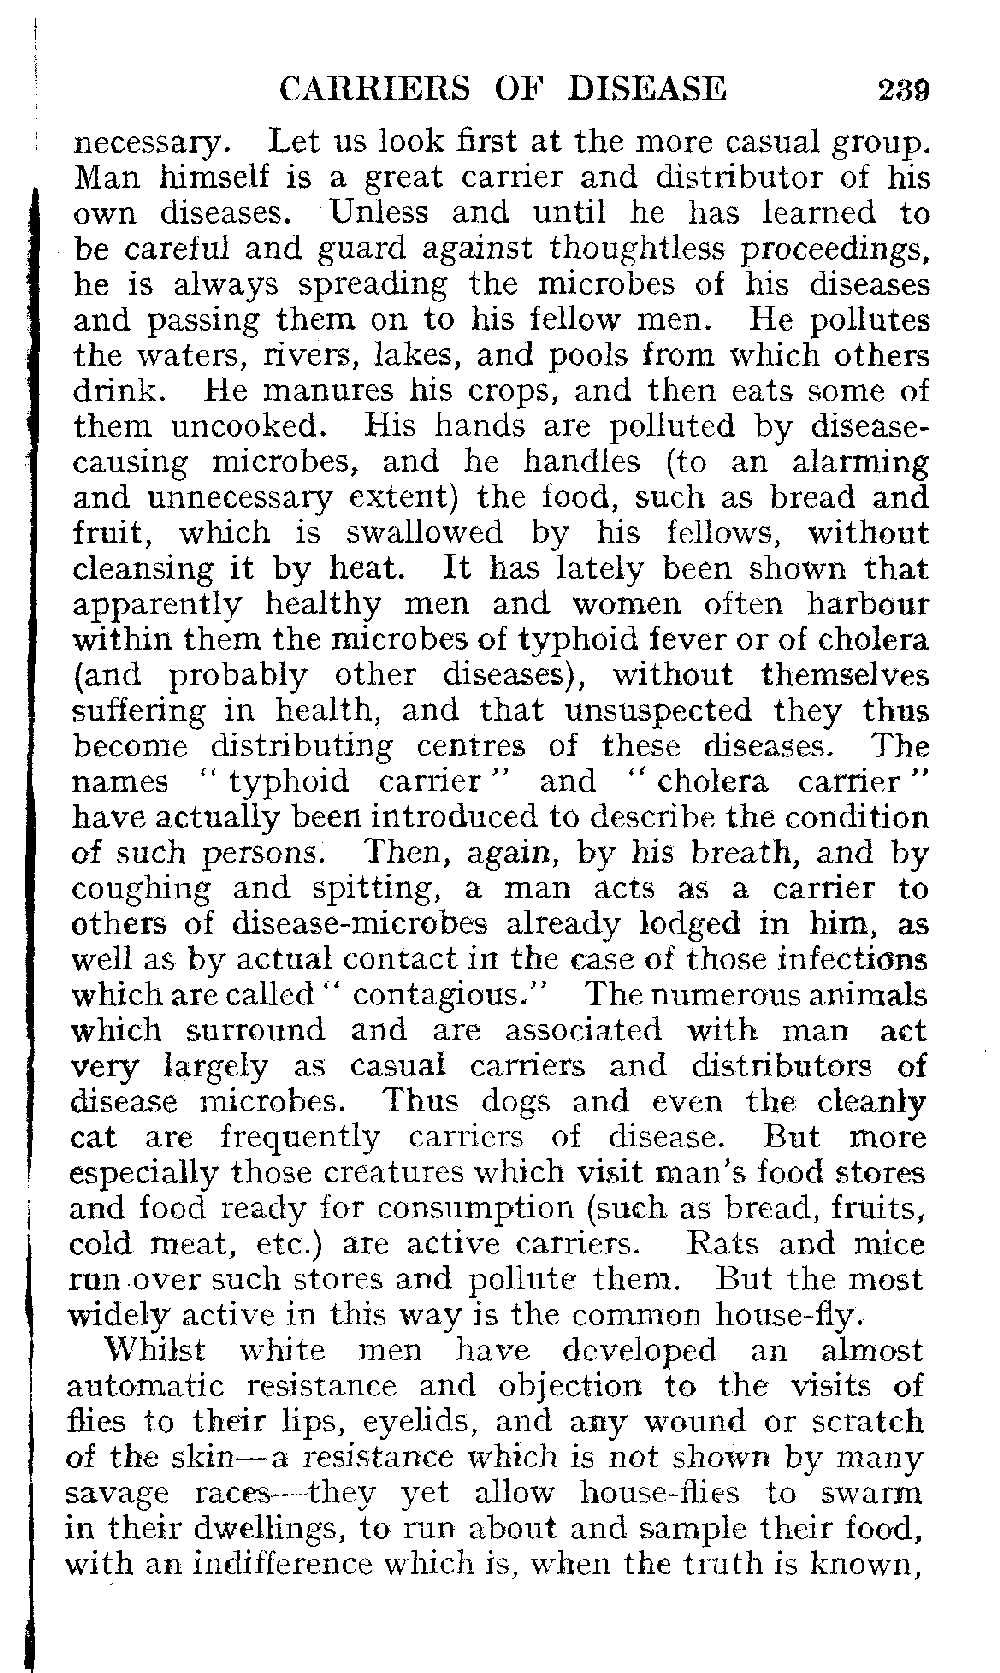 CARRIERS OF DISEASE 239
necessary. Let us look first at the more casual group.
Man himself is a great carrier and distributor of his
own diseases. Unless and until he has learned to
be careful and guard against thoughtless proceedings,
he is always spreading the microbes of his diseases
and passing them on to his fellow men. He pollutes
the waters, rivers, lakes, and pools from which others
drink. He manures his crops, and then eats some of
them uncooked. His hands are polluted by disease-
causing microbes, and he handles (to an alarming
and unnecessary extent) the food, such as bread and
fruit, which is swallowed by his fellows, without
cleansing it by heat. It has lately been shown that
apparently healthy men and women often harbour
within them the microbes of typhoid fever or of cholera
(and probably other diseases), without themselves
suffering in health, and that unsuspected they thus
become distributing centres of these diseases. The
names “ typhoid carrier ” and “ cholera carrier ”
have actually been introduced to describe the condition
of such persons. Then, again, by his breath, and by
coughing and spitting, a man acts as a carrier to
others of disease-microbes already lodged in him, as
well as by actual contact in the case of those infections
which are called “ contagious.” The numerous animals
which surround and are associated with man act
very largely as casual carriers and distributors of
disease microbes. Thus dogs and even the cleanly
cat are frequently carriers of disease. But more
especially those creatures which visit man's food stores
and food ready for consumption (such as bread, fruits,
cold meat, etc.) are active carriers. Rats and mice
run over such stores and pollute them. But the most
widely active in this way is the common house-fly.
Whilst white men have developed an almost
automatic resistance and objection to the visits of
flies to their lips, eyelids, and any wound or scratch
of the skin—a resistance which is not shown by many
savage races—they yet allow house-flies to swarm
in their dwellings, to run about and sample their food,
with an indifference which is, when the truth is known,